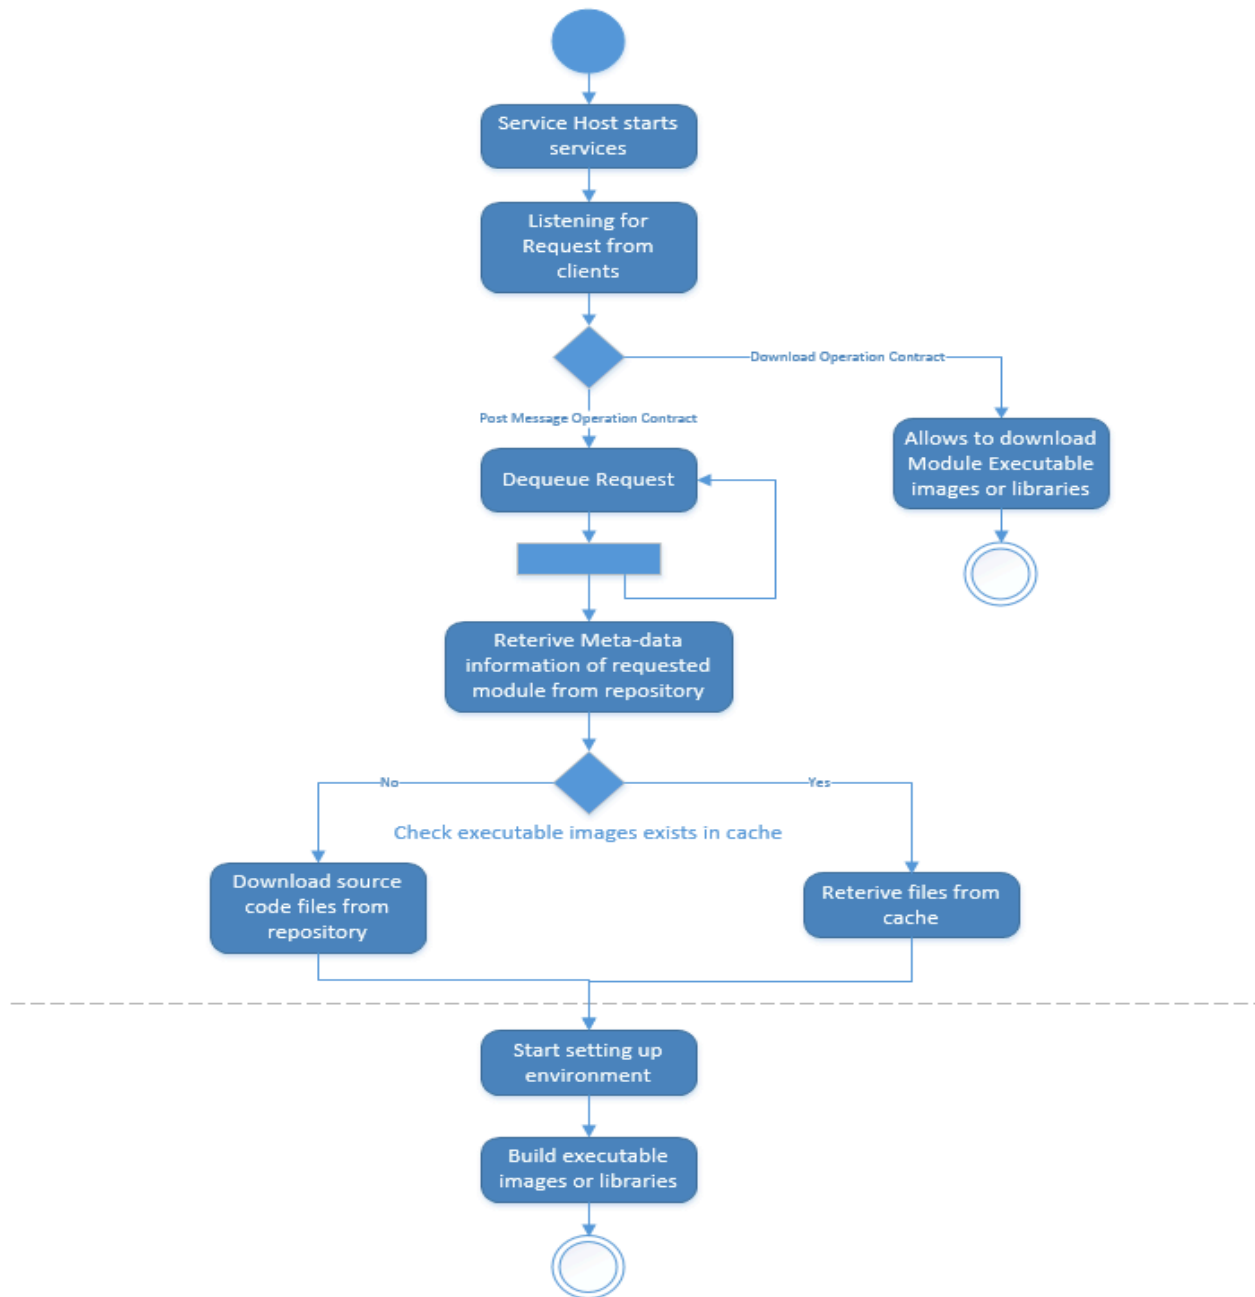 Service Host starts
services
Listening for
Request from
clients
Download Operation Contract
Post Message Operation Contract
Allows to download
Module Executable
images or libraries
Dequeue Request
Reterive Meta-data
information of requested
module from repository
No
Yes
Check executable images exists in cache
Download source
code files from
repository
Reterive files from
cache
Start setting up
environment
Build executable
images or libraries